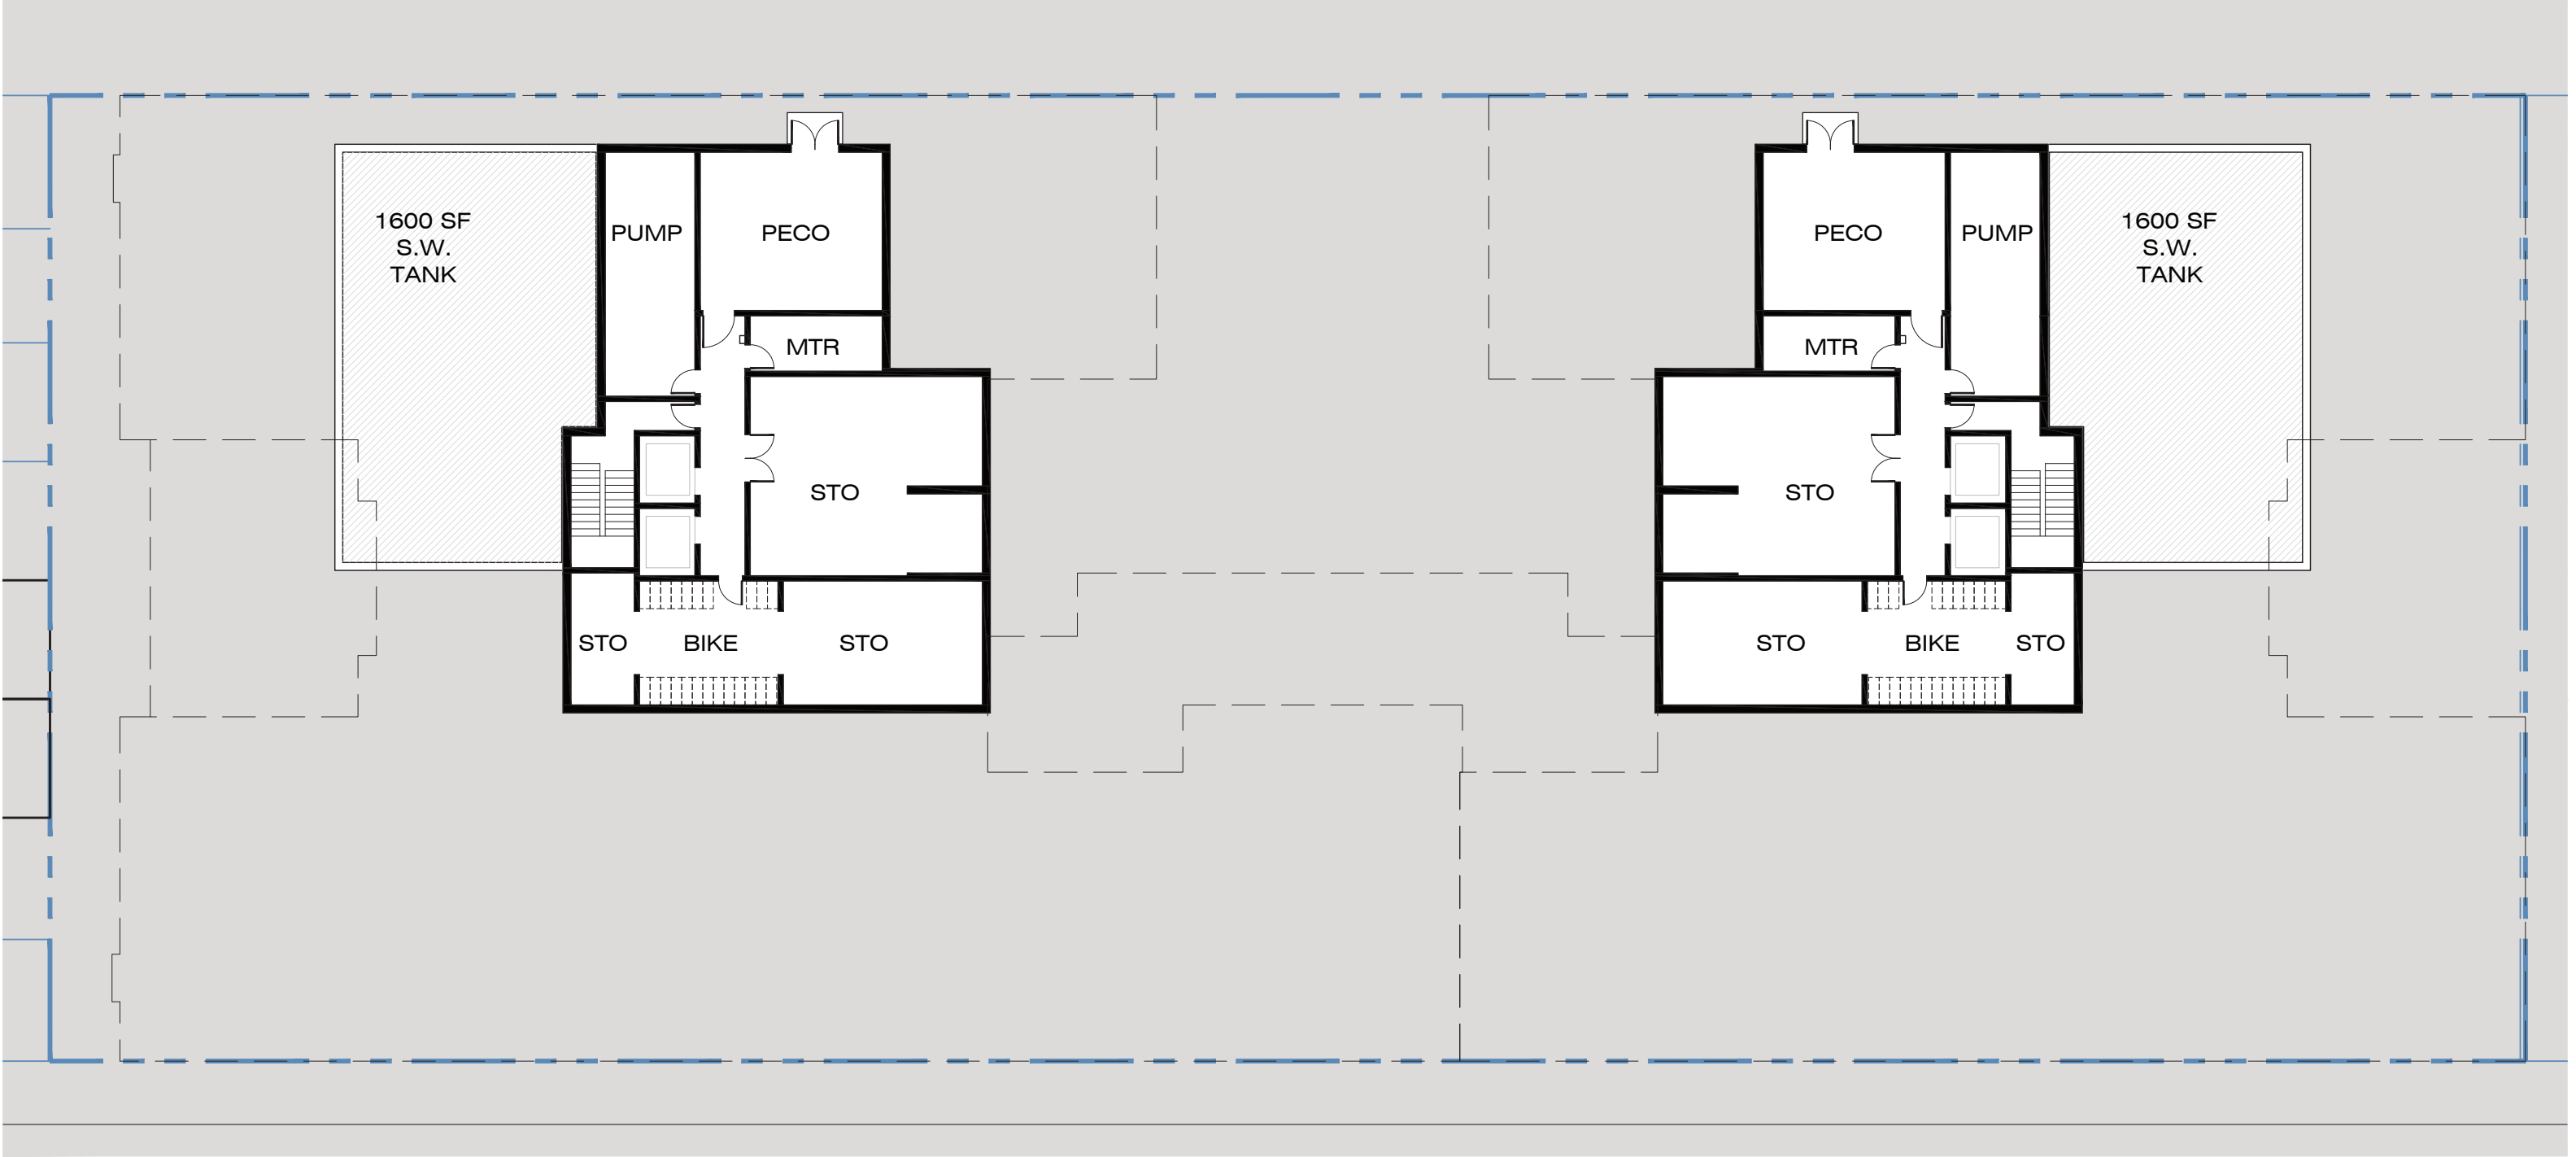 1600 SF
S.W.
TANK
PUMP
PECO
MTR
STO
STO
BIKE
STO
PECO
PUMP
1600 SF
S.W.
TANK
MTR
STO
STO
BIKE
STO